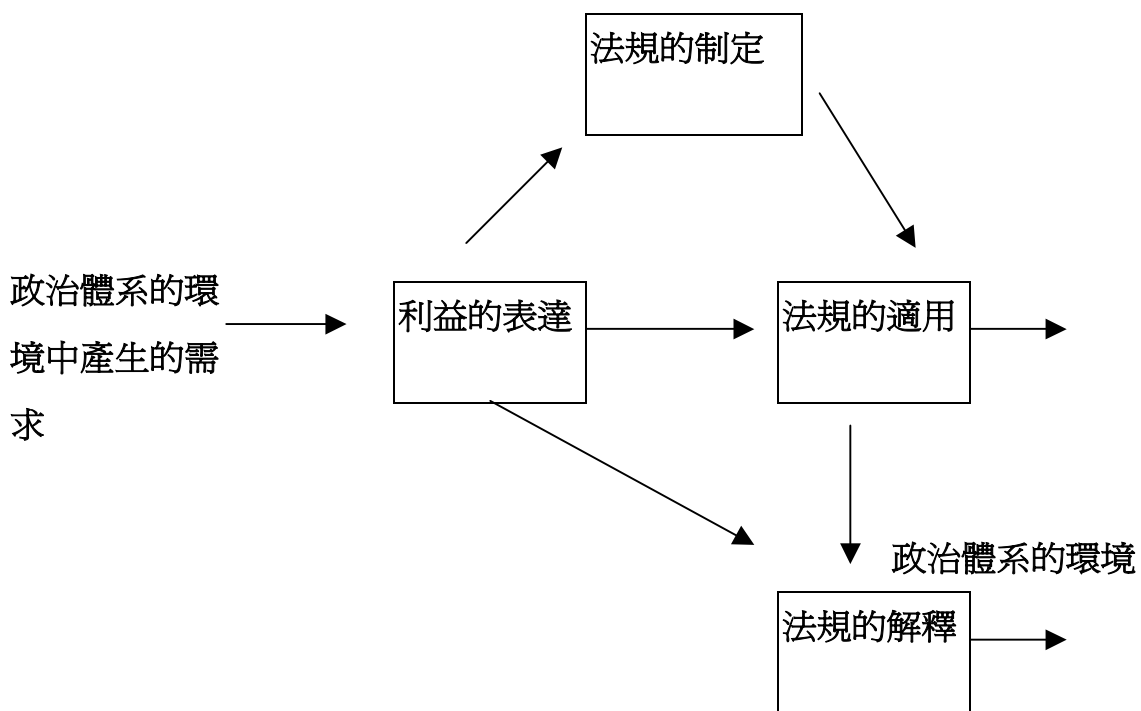 法規的制定
政治體系的環
境中產生的需
求
利益的表達
法規的適用
政治體系的環境
法規的解釋